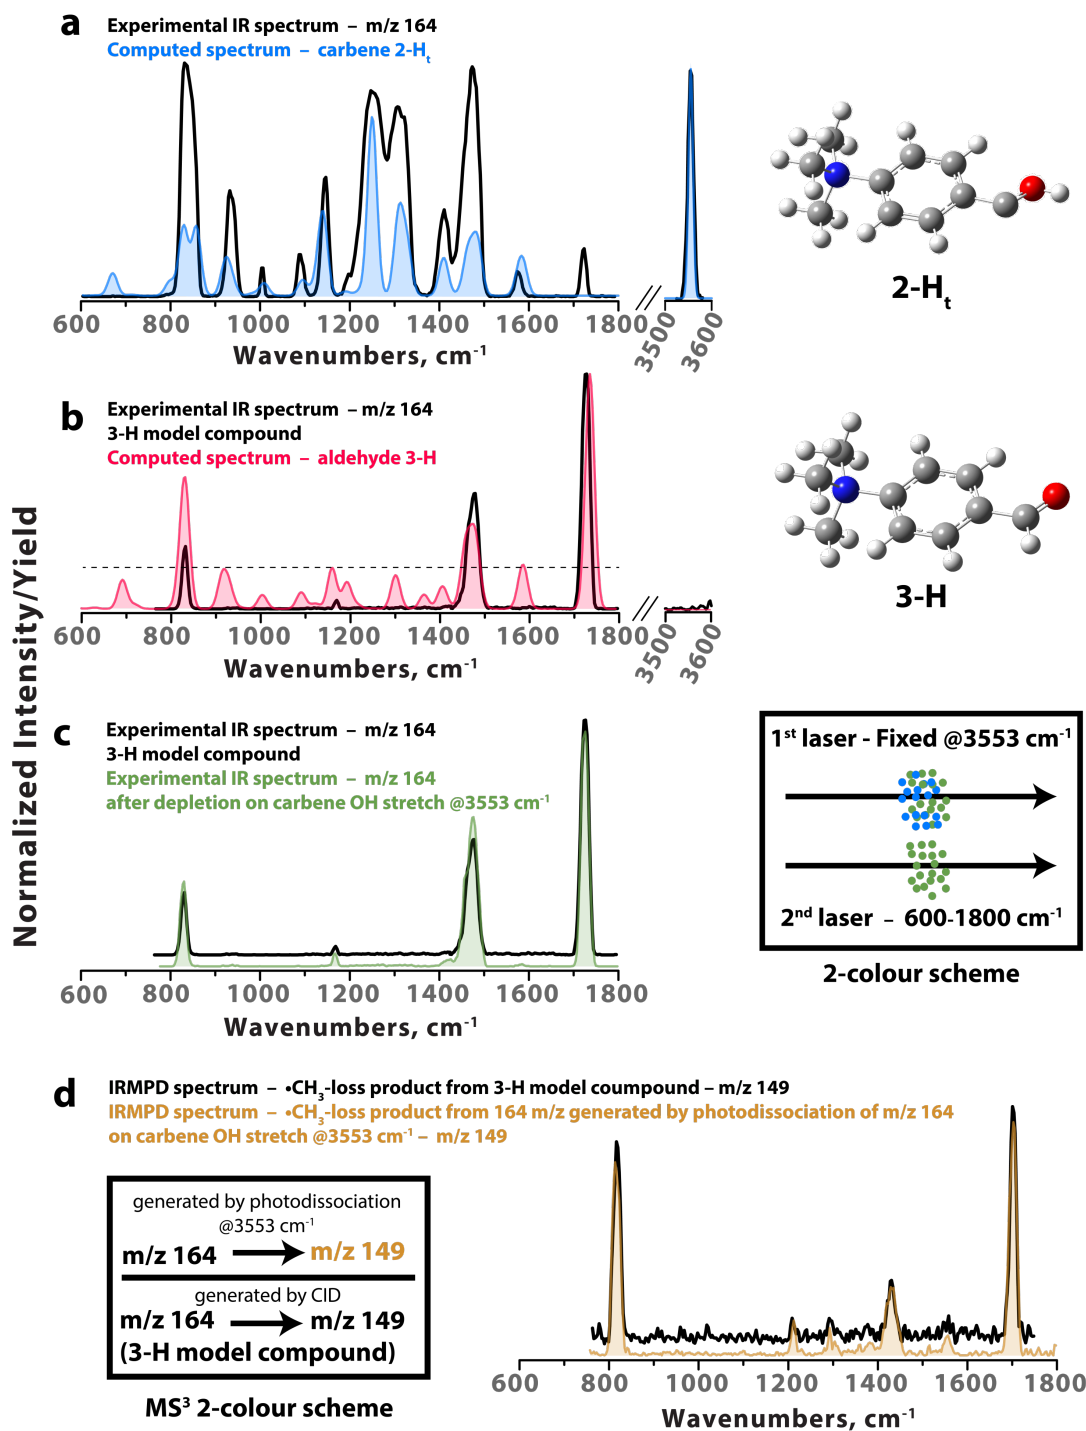 a
Experimental IR spectrum – m/z 164
Computed spectrum – carbene 2-Ht
600 800 1000 1200 1400 1600 1800 3500 3600
Wavenumbers, cm-1
2-Ht
b
Experimental IR spectrum – m/z 164
3-H model compound
Computed spectrum – aldehyde 3-H
600 800 1000 1200 1400 1600 1800 3500 3600
Wavenumbers, cm-1
3-H
Normalized Intensity/Yield
c
Experimental IR spectrum – m/z 164
3-H model compound
Experimental IR spectrum – m/z 164
after depletion on carbene OH stretch @3553 cm-1
600 800 1000 1200 1400 1600 1800
Wavenumbers, cm-1
1st laser - Fixed @3553 cm-1
2nd laser – 600-1800 cm-1
2-colour scheme
d
IRMPD spectrum – •CH3-loss product from 3-H model coumpound – m/z 149
IRMPD spectrum – •CH3-loss product from 164 m/z generated by photodissociation of m/z 164
on carbene OH stretch @3553 cm-1 – m/z 149
generated by photodissociation
@3553 cm-1
m/z 164 m/z 149
generated by CID
m/z 164 m/z 149
(3-H model compound)
MS3 2-colour scheme
600 800 1000 1200 1400 1600 1800
Wavenumbers, cm-1